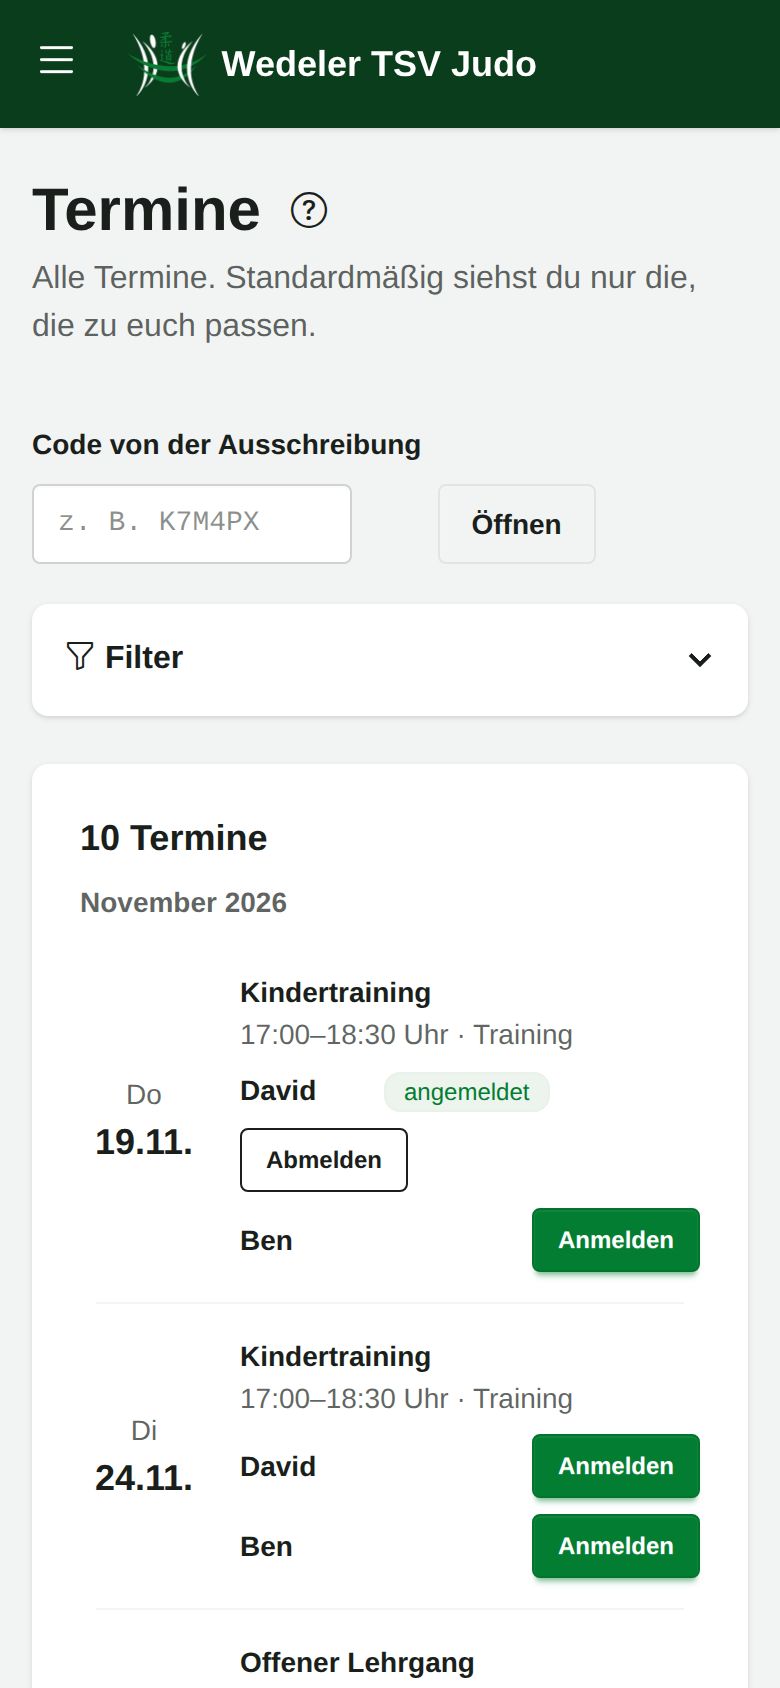 柔道
Wedeler TSV Judo
Termine ?
Alle Termine. Standardmäßig siehst du nur die,
die zu euch passen.
Code von der Ausschreibung
z. B. K7M4PX
Öffnen
Filter
10 Termine
November 2026
Do
19.11.
Kindertraining
17:00–18:30 Uhr · Training
David angemeldet
Abmelden
Ben Anmelden
Di
24.11.
Kindertraining
17:00–18:30 Uhr · Training
David Anmelden
Ben Anmelden
Offener Lehrgang